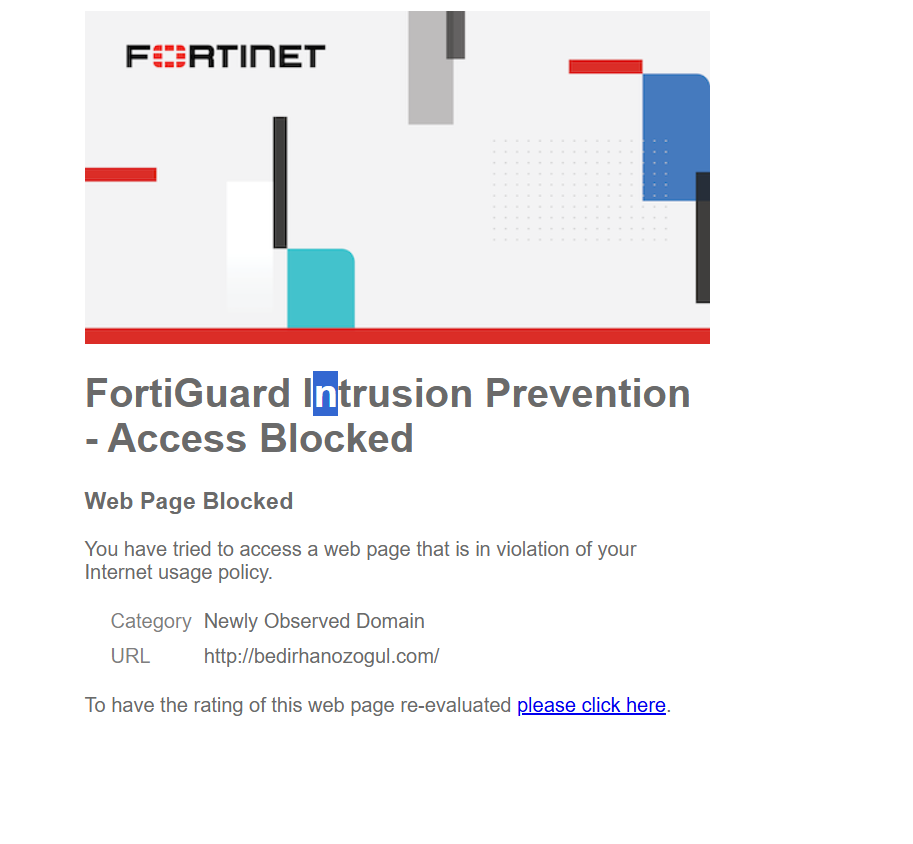 FORTINET
FortiGuard Intrusion Prevention
- Access Blocked
Web Page Blocked
You have tried to access a web page that is in violation of your
Internet usage policy.
Category Newly Observed Domain
URL http://bedirhanozogul.com/
To have the rating of this web page re-evaluated please click here.